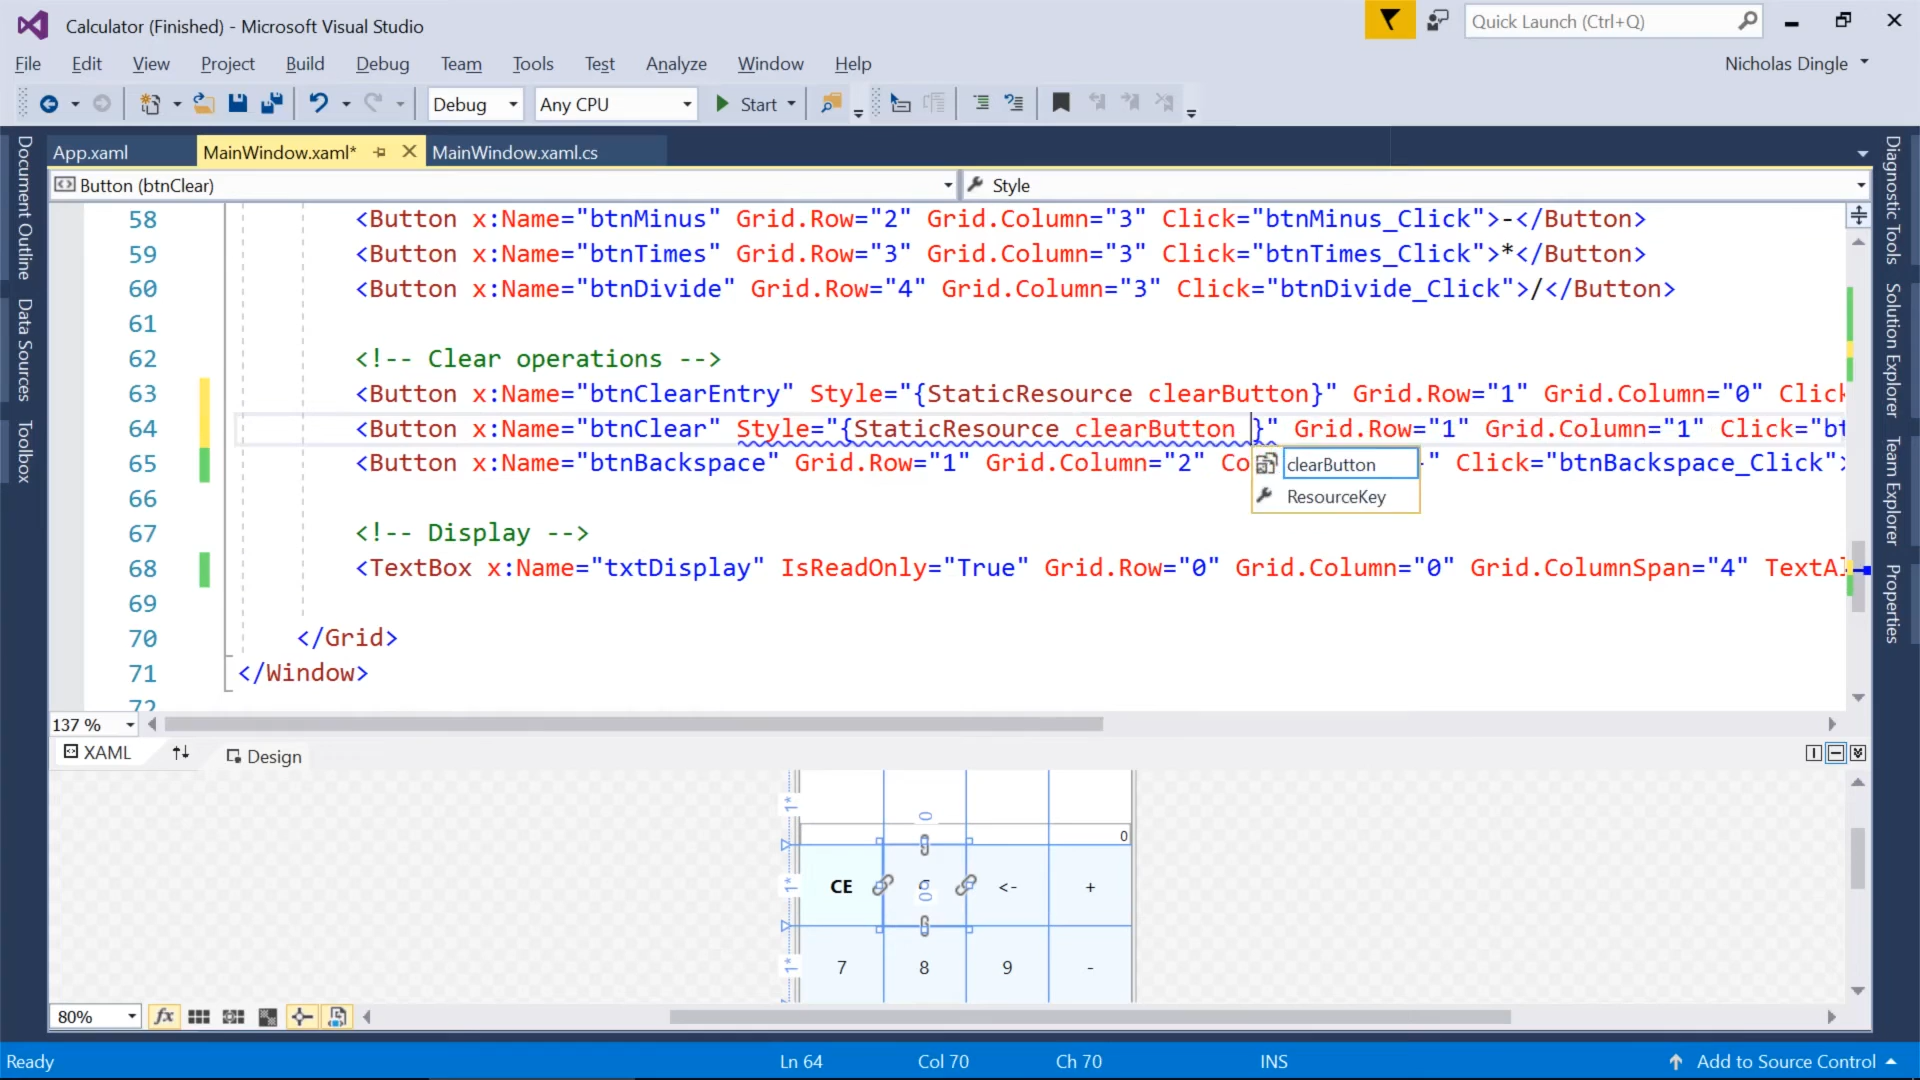 Calculator (Finished) - Microsoft Visual Studio
Quick Launch (Ctrl+Q)
File Edit View Project Build Debug Team Tools Test Analyze Window Help
Nicholas Dingle
Debug Any CPU Start
App.xaml MainWindow.xaml* MainWindow.xaml.cs
Button (btnClear) Style
Document Outline
Data Sources
Toolbox
Diagnostic Tools
Solution Explorer
Team Explorer
Properties
58 <Button x:Name="btnMinus" Grid.Row="2" Grid.Column="3" Click="btnMinus_Click">-</Button>
59 <Button x:Name="btnTimes" Grid.Row="3" Grid.Column="3" Click="btnTimes_Click">*</Button>
60 <Button x:Name="btnDivide" Grid.Row="4" Grid.Column="3" Click="btnDivide_Click">/</Button>
61
62 <!-- Clear operations -->
63 <Button x:Name="btnClearEntry" Style="{StaticResource clearButton}" Grid.Row="1" Grid.Column="0" Click
64 <Button x:Name="btnClear" Style="{StaticResource clearButton }" Grid.Row="1" Grid.Column="1" Click="bt
65 <Button x:Name="btnBackspace" Grid.Row="1" Grid.Column="2" Co " Click="btnBackspace_Click">
clearButton
ResourceKey
66
67 <!-- Display -->
68 <TextBox x:Name="txtDisplay" IsReadOnly="True" Grid.Row="0" Grid.Column="0" Grid.ColumnSpan="4" TextAl
69
70 </Grid>
71 </Window>
72
137 %
XAML Design
1*
0
0
1*
CE <- +
0
1*
7 8 9 -
80% fx
Ready Ln 64 Col 70 Ch 70 INS Add to Source Control